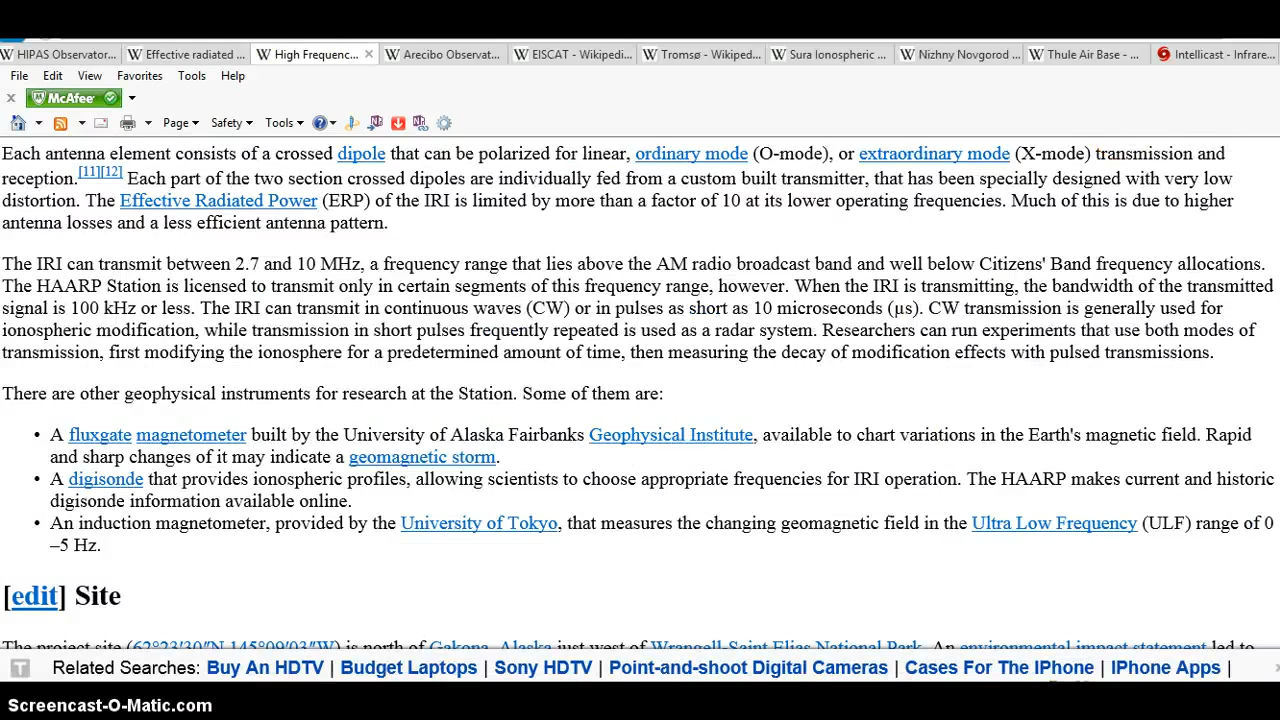 HIPAS Observator... Effective radiated ... High Frequenc... Arecibo Observat... EISCAT - Wikipedi... Tromsø - Wikiped... Sura Ionospheric ... Nizhny Novgorod ... Thule Air Base - ... Intellicast - Infrare...
File Edit View Favorites Tools Help
McAfee
Page Safety Tools
Each antenna element consists of a crossed dipole that can be polarized for linear, ordinary mode (O-mode), or extraordinary mode (X-mode) transmission and
reception.[11][12] Each part of the two section crossed dipoles are individually fed from a custom built transmitter, that has been specially designed with very low
distortion. The Effective Radiated Power (ERP) of the IRI is limited by more than a factor of 10 at its lower operating frequencies. Much of this is due to higher
antenna losses and a less efficient antenna pattern.
The IRI can transmit between 2.7 and 10 MHz, a frequency range that lies above the AM radio broadcast band and well below Citizens' Band frequency allocations.
The HAARP Station is licensed to transmit only in certain segments of this frequency range, however. When the IRI is transmitting, the bandwidth of the transmitted
signal is 100 kHz or less. The IRI can transmit in continuous waves (CW) or in pulses as short as 10 microseconds (µs). CW transmission is generally used for
ionospheric modification, while transmission in short pulses frequently repeated is used as a radar system. Researchers can run experiments that use both modes of
transmission, first modifying the ionosphere for a predetermined amount of time, then measuring the decay of modification effects with pulsed transmissions.
There are other geophysical instruments for research at the Station. Some of them are:
• A fluxgate magnetometer built by the University of Alaska Fairbanks Geophysical Institute, available to chart variations in the Earth's magnetic field. Rapid
and sharp changes of it may indicate a geomagnetic storm.
• A digisonde that provides ionospheric profiles, allowing scientists to choose appropriate frequencies for IRI operation. The HAARP makes current and historic
digisonde information available online.
• An induction magnetometer, provided by the University of Tokyo, that measures the changing geomagnetic field in the Ultra Low Frequency (ULF) range of 0
–5 Hz.
[edit] Site
The project site (62°23′30″N 145°09′03″W) is north of Gakona, Alaska just west of Wrangell-Saint Elias National Park. An environmental impact statement led to
Related Searches: Buy An HDTV | Budget Laptops | Sony HDTV | Point-and-shoot Digital Cameras | Cases For The IPhone | IPhone Apps |
Screencast-O-Matic.com